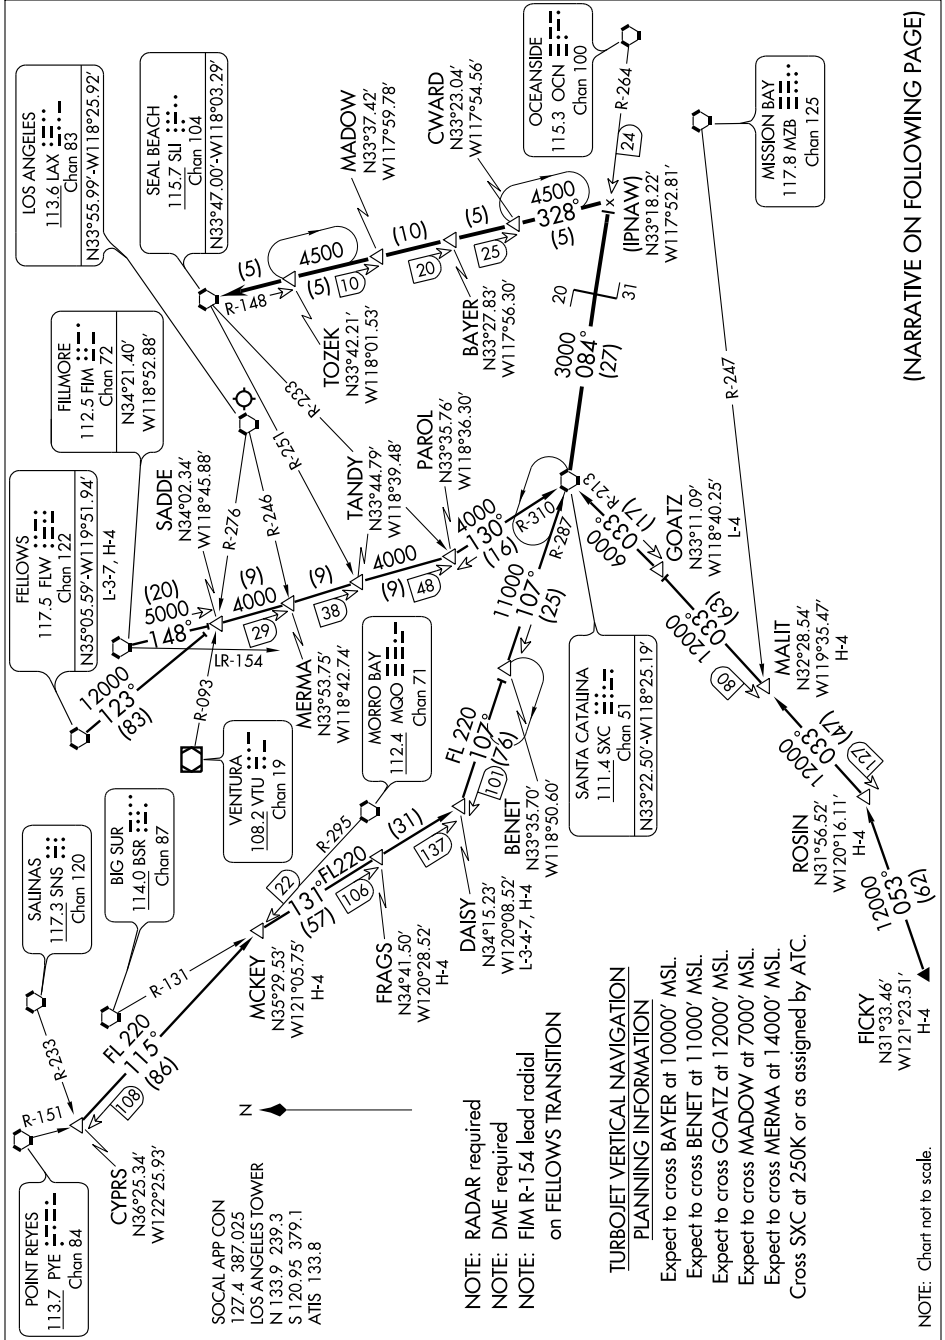 POINT REYES
113.7 PYE
Chan 84
SALINAS
117.3 SNS
Chan 120
BIG SUR
114.0 BSR
Chan 87
FELLOWS
117.5 FLW
Chan 122
N35°05.59'-W119°51.94'
L-3-7, H-4
FILLMORE
112.5 FIM
Chan 72
N34°21.40'
W118°52.88'
LOS ANGELES
113.6 LAX
Chan 83
N33°55.99'-W118°25.92'
SEAL BEACH
115.7 SLI
Chan 104
N33°47.00'-W118°03.29'
VENTURA
108.2 VTU
Chan 19
MORRO BAY
112.4 MQO
Chan 71
SANTA CATALINA
111.4 SXC
Chan 51
N33°22.50'-W118°25.19'
OCEANSIDE
115.3 OCN
Chan 100
MISSION BAY
117.8 MZB
Chan 125
R-151
R-233
CYPRS
N36°25.34'
W122°25.93'
108
FL 220
115°
(86)
R-131
MCKEY
N35°29.53'
W121°05.75'
H-4
22
R-295
131°
FL220
(57)
106
(31)
137
FRAGS
N34°41.50'
W120°28.52'
H-4
DAISY
N34°15.23'
W120°08.52'
L-3-4-7, H-4
101
FL 220
107°
(76)
BENET
N33°35.70'
W118°50.60'
11000
107°
(25)
R-287
12000
123°
(83)
5000
148°
(20)
LR-154
R-093
SADDE
N34°02.34'
W118°45.88'
R-276
4000
(9)
29
R-246
MERMA
N33°53.75'
W118°42.74'
(9)
38
R-251
TANDY
N33°44.79'
W118°39.48'
4000
(9)
48
R-233
PAROL
N33°35.76'
W118°36.30'
4000
130°
(16)
R-310
R-148
(5)
TOZEK
N33°42.21'
W118°01.53'
4500
(5)
10
MADOW
N33°37.42'
W117°59.78'
(10)
20
BAYER
N33°27.83'
W117°56.30'
(5)
25
CWARD
N33°23.04'
W117°54.56'
4500
328°
(5)
(IPNAW)
N33°18.22'
W117°52.81'
24
R-264
20
31
3000
084°
(27)
R-213
6000
033°
(17)
GOATZ
N33°11.09'
W118°40.25'
L-4
R-247
12000
033°
(63)
80
MALIT
N32°28.54'
W119°35.47'
H-4
12000
033°
(47)
127
ROSIN
N31°56.52'
W120°16.11'
H-4
12000
053°
(62)
FICKY
N31°33.46'
W121°23.51'
H-4
N
SOCAL APP CON
127.4 387.025
LOS ANGELES TOWER
N 133.9 239.3
S 120.95 379.1
ATIS 133.8
NOTE: RADAR required
NOTE: DME required
NOTE: FIM R-154 lead radial
on FELLOWS TRANSITION
TURBOJET VERTICAL NAVIGATION
PLANNING INFORMATION
Expect to cross BAYER at 10000' MSL.
Expect to cross BENET at 11000' MSL.
Expect to cross GOATZ at 12000' MSL.
Expect to cross MADOW at 7000' MSL.
Expect to cross MERMA at 14000' MSL.
Cross SXC at 250K or as assigned by ATC.
NOTE: Chart not to scale.
(NARRATIVE ON FOLLOWING PAGE)